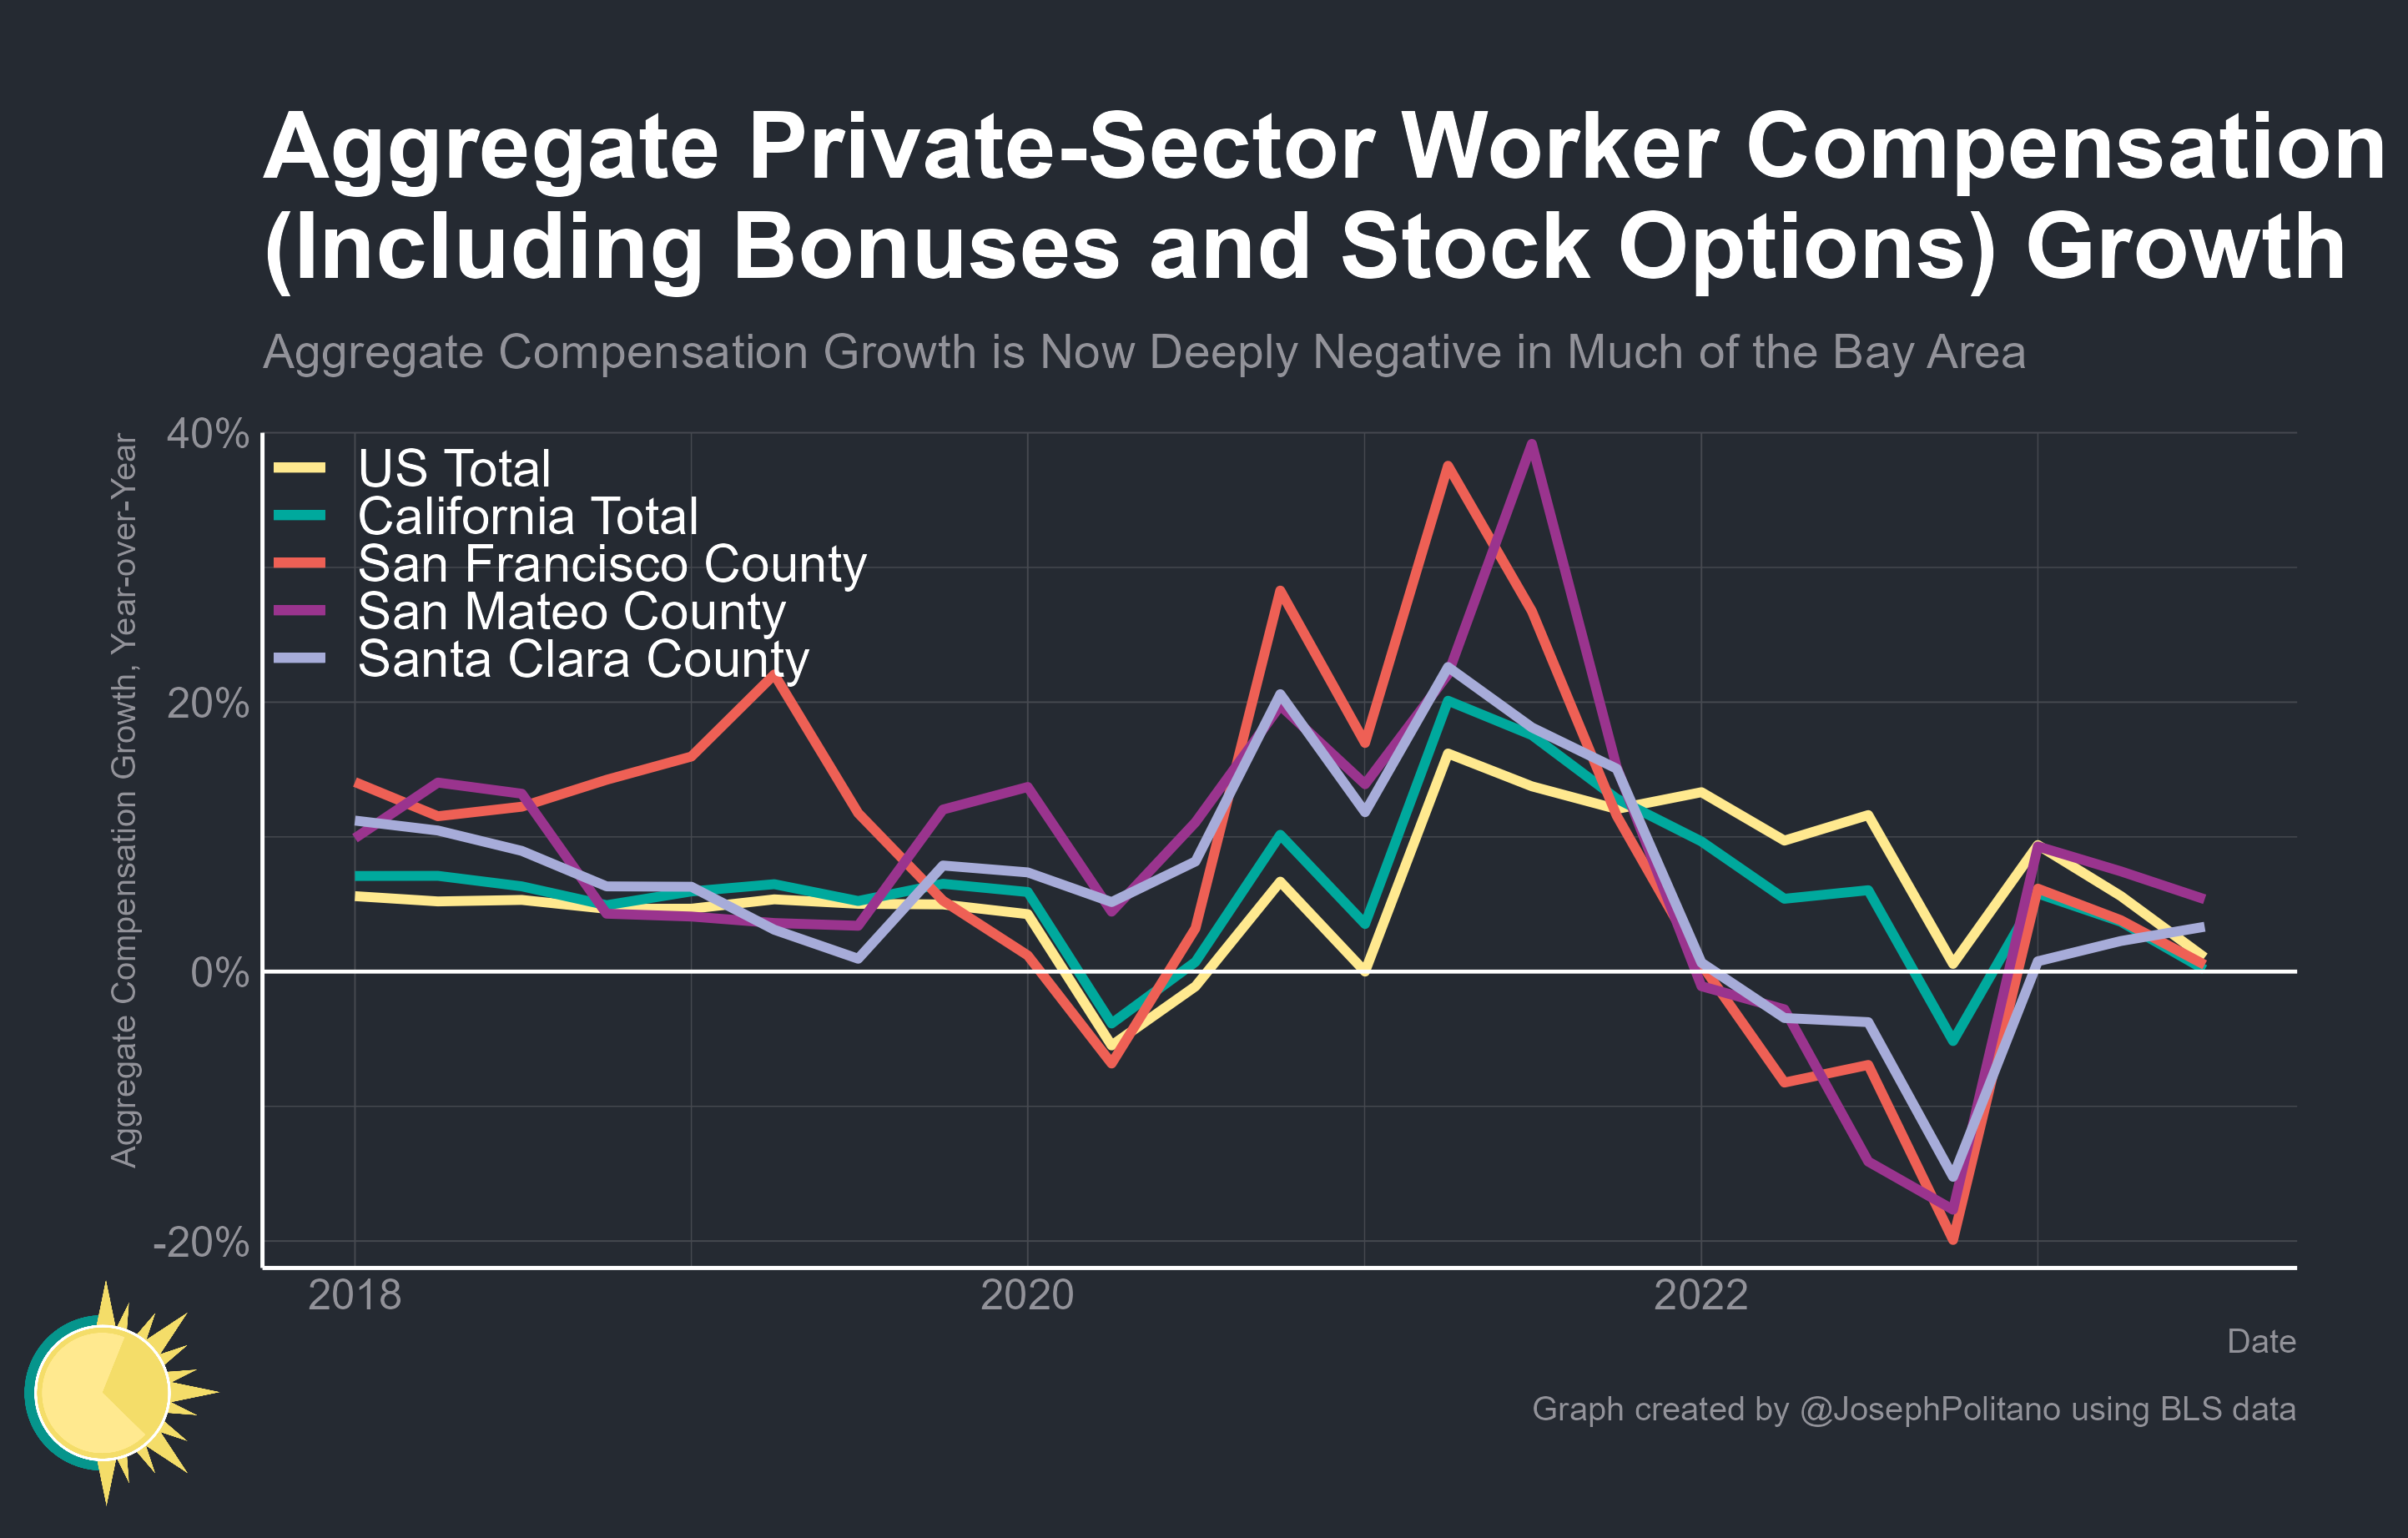 Aggregate Private-Sector Worker Compensation
(Including Bonuses and Stock Options) Growth
Aggregate Compensation Growth is Now Deeply Negative in Much of the Bay Area
Aggregate Compensation Growth, Year-over-Year
40%
20%
0%
-20%
US Total
California Total
San Francisco County
San Mateo County
Santa Clara County
2018
2020
2022
Date
Graph created by @JosephPolitano using BLS data